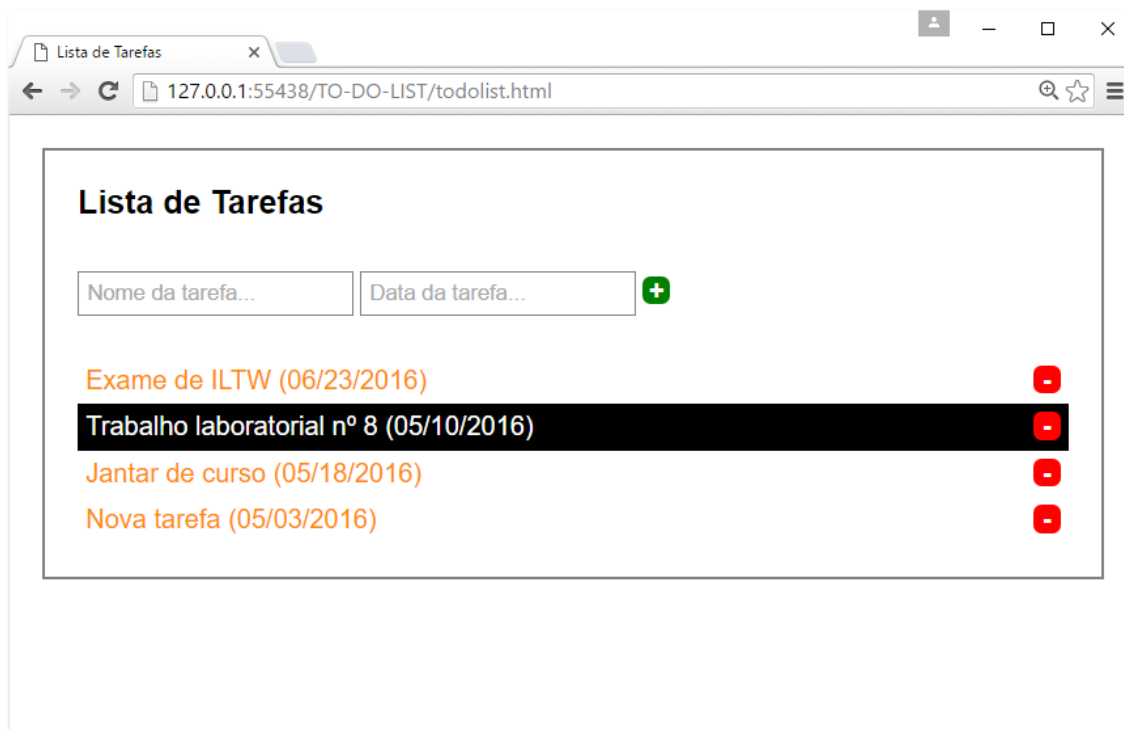 Lista de Tarefas
127.0.0.1:55438/TO-DO-LIST/todolist.html
Lista de Tarefas
Nome da tarefa... Data da tarefa... +
Exame de ILTW (06/23/2016) -
Trabalho laboratorial nº 8 (05/10/2016) -
Jantar de curso (05/18/2016) -
Nova tarefa (05/03/2016) -